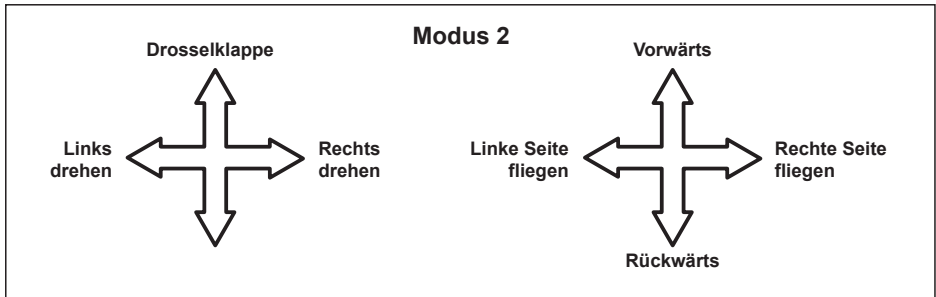 Modus 2
Drosselklappe
Links
drehen
Rechts
drehen
Vorwärts
Linke Seite
fliegen
Rechte Seite
fliegen
Rückwärts